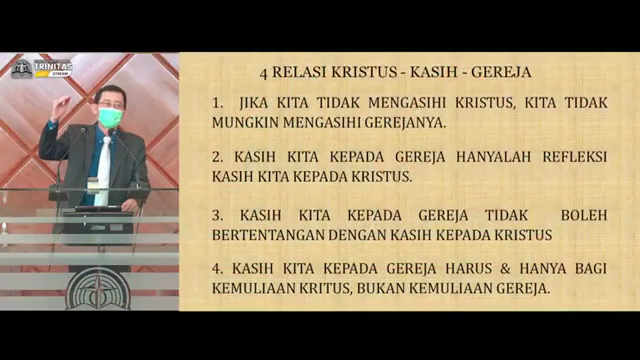 TRINITAS
STREAM
4 RELASI KRISTUS - KASIH - GEREJA
1. JIKA KITA TIDAK MENGASIHI KRISTUS, KITA TIDAK
MUNGKIN MENGASIHI GEREJANYA.
2. KASIH KITA KEPADA GEREJA HANYALAH REFLEKSI
KASIH KITA KEPADA KRISTUS.
3. KASIH KITA KEPADA GEREJA TIDAK BOLEH
BERTENTANGAN DENGAN KASIH KEPADA KRISTUS
4. KASIH KITA KEPADA GEREJA HARUS & HANYA BAGI
KEMULIAAN KRITUS, BUKAN KEMULIAAN GEREJA.